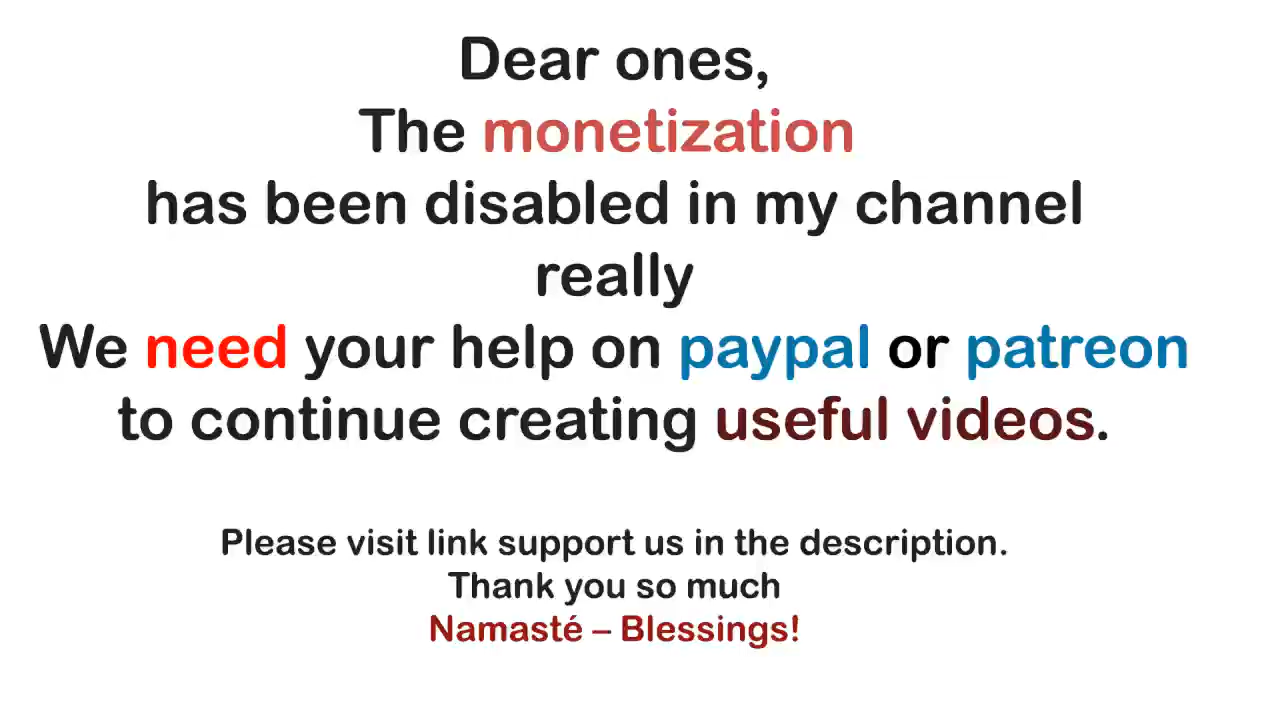 Dear ones,
The monetization
has been disabled in my channel
really
We need your help on paypal or patreon
to continue creating useful videos.
Please visit link support us in the description.
Thank you so much
Namasté – Blessings!